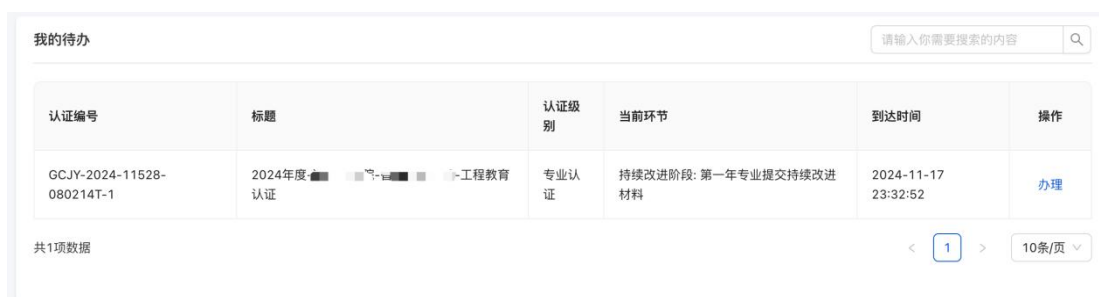 我的待办
请输入你需要搜索的内容
认证编号 标题 认证级 当前环节 到达时间 操作
别
GCJY-2024-11528- 2024年度- 院- -工程教育 专业认 持续改进阶段: 第一年专业提交持续改进 2024-11-17 办理
080214T-1 认证 证 材料 23:32:52
共1项数据 < 1 > 10条/页